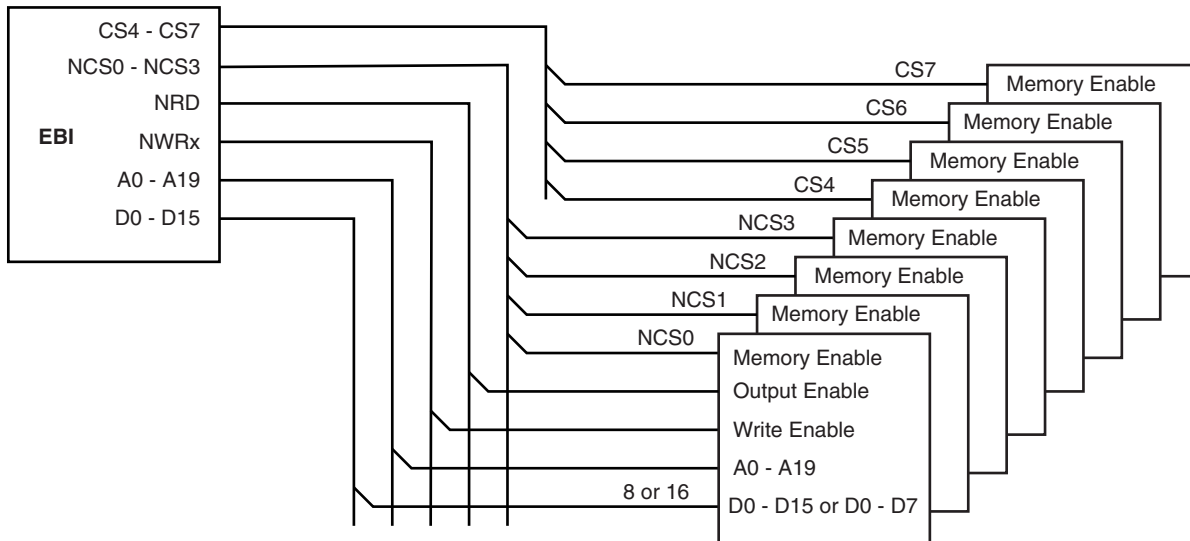 CS4 - CS7
NCS0 - NCS3
NRD
EBI
NWRx
A0 - A19
D0 - D15
CS7
Memory Enable
CS6
Memory Enable
CS5
Memory Enable
CS4
Memory Enable
NCS3
Memory Enable
NCS2
Memory Enable
NCS1
Memory Enable
NCS0
Memory Enable
Output Enable
Write Enable
A0 - A19
8 or 16
D0 - D15 or D0 - D7